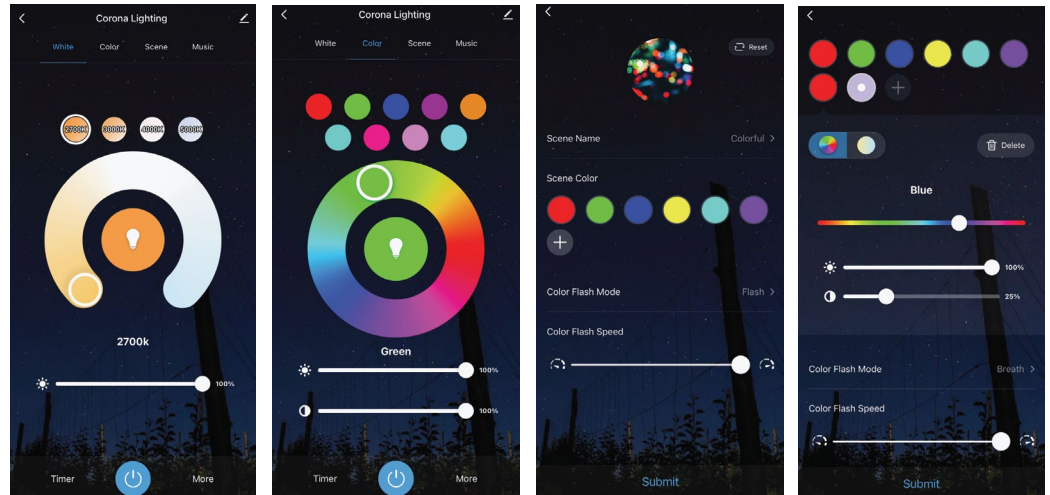 Corona Lighting
White Color Scene Music
2700K 3000K 4000K 5000K
2700k
100%
Timer More
Corona Lighting
White Color Scene Music
Green
100%
100%
Timer More
Reset
Scene Name Colorful >
Scene Color
Color Flash Mode Flash >
Color Flash Speed
Submit
Delete
Blue
100%
25%
Color Flash Mode Breath >
Color Flash Speed
Submit